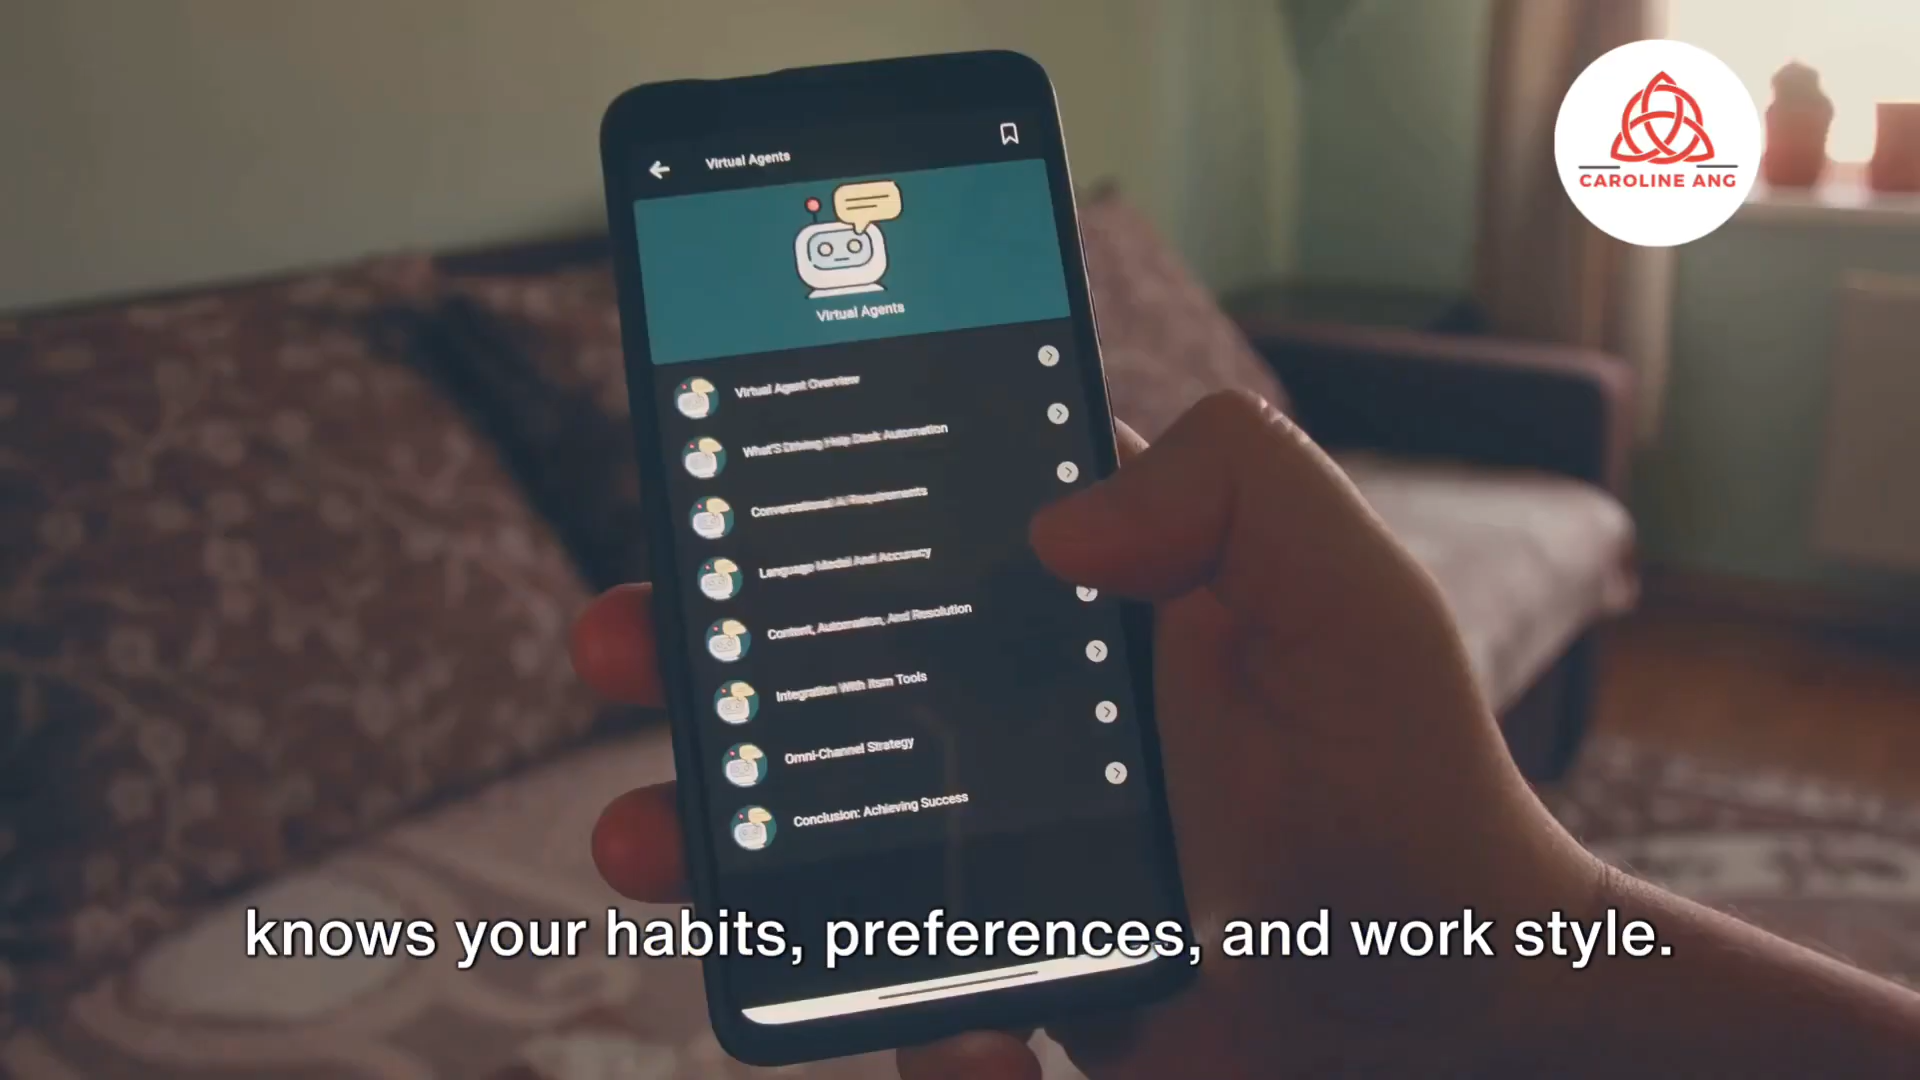 Virtual Agents
CAROLINE ANG
Virtual Agents
Virtual Agent Overview
What'S Driving Help Desk Automation
Conversational AI Requirements
Language Model And Accuracy
Content, Automation, And Resolution
Integration With Itsm Tools
Omni-Channel Strategy
Conclusion: Achieving Success
knows your habits, preferences, and work style.